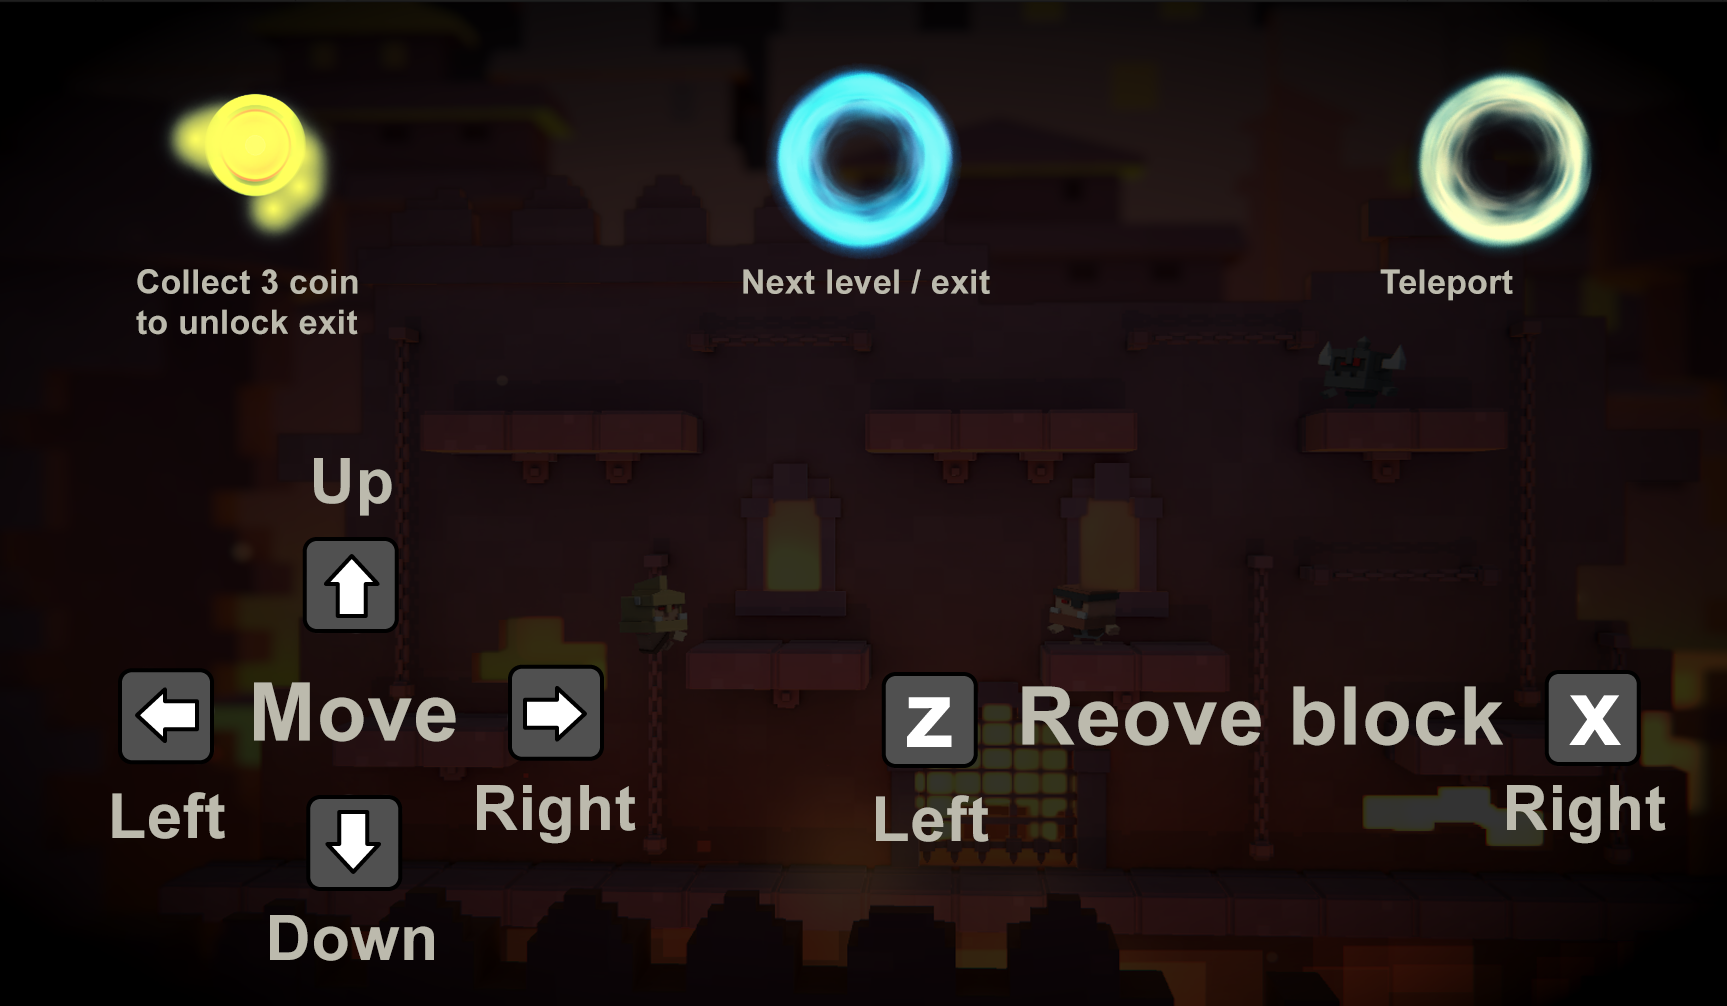 Collect 3 coin
to unlock exit
Next level / exit
Teleport
Up
Move
Left
Right
Down
Z
Reove block
X
Left
Right